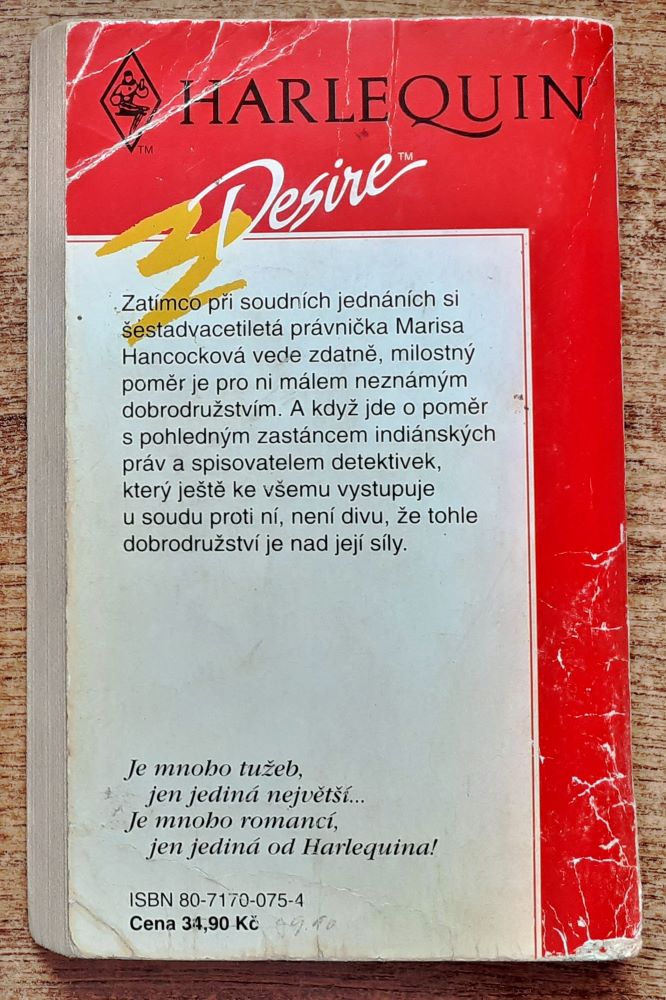 HARLEQUIN®
TM
Desire™
Zatímco při soudních jednáních si
šestadvacetiletá právnička Marisa
Hancocková vede zdatně, milostný
poměr je pro ni málem neznámým
dobrodružstvím. A když jde o poměr
s pohledným zastáncem indiánských
práv a spisovatelem detektivek,
který ještě ke všemu vystupuje
u soudu proti ní, není divu, že tohle
dobrodružství je nad její síly.
Je mnoho tužeb,
jen jediná největší...
Je mnoho romancí,
jen jediná od Harlequina!
ISBN 80-7170-075-4
Cena 34,90 Kč